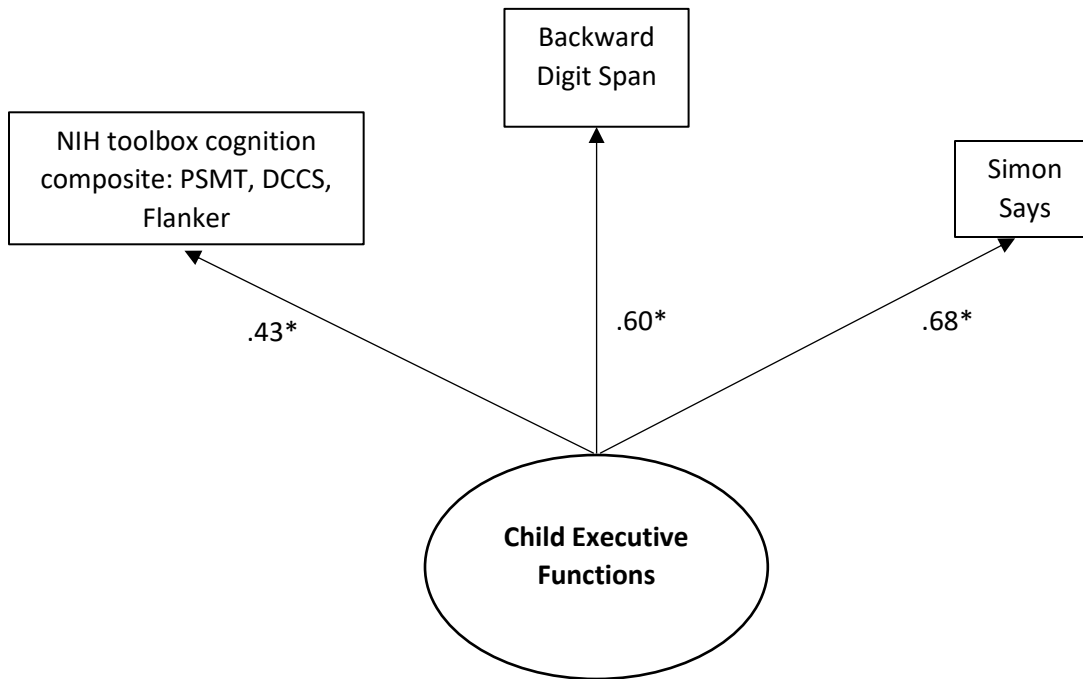 Backward
Digit Span
NIH toolbox cognition
composite: PSMT, DCCS,
Flanker
Simon
Says
.43*
.60*
.68*
Child Executive
Functions